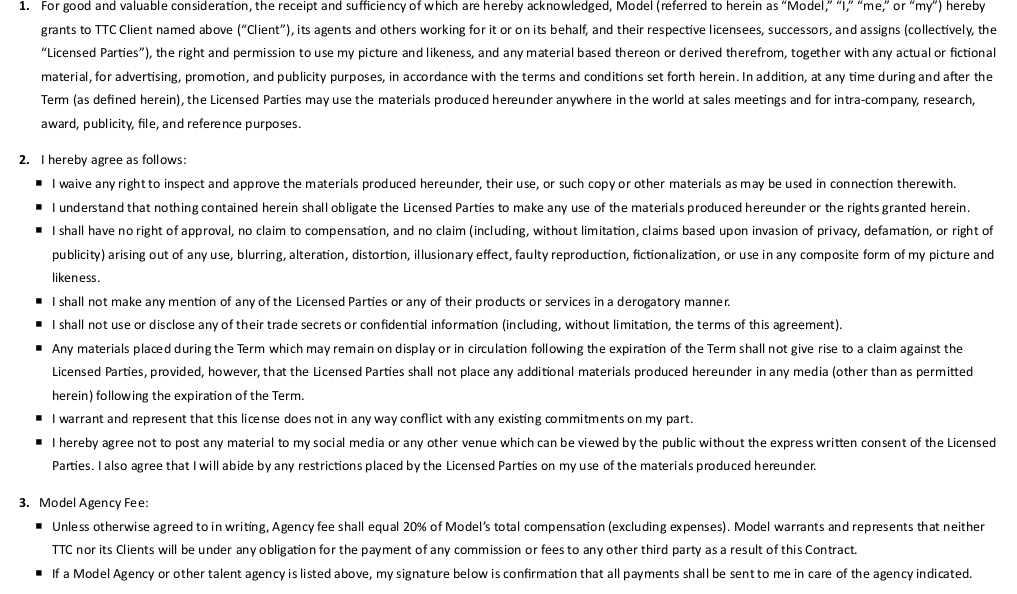 1. For good and valuable consideration, the receipt and sufficiency of which are hereby acknowledged, Model (referred to herein as “Model,” “I,” “me,” or “my”) hereby
grants to TTC Client named above (“Client”), its agents and others working for it or on its behalf, and their respective licensees, successors, and assigns (collectively, the
“Licensed Parties”), the right and permission to use my picture and likeness, and any material based thereon or derived therefrom, together with any actual or fictional
material, for advertising, promotion, and publicity purposes, in accordance with the terms and conditions set forth herein. In addition, at any time during and after the
Term (as defined herein), the Licensed Parties may use the materials produced hereunder anywhere in the world at sales meetings and for intra-company, research,
award, publicity, file, and reference purposes.
2. I hereby agree as follows:
▪ I waive any right to inspect and approve the materials produced hereunder, their use, or such copy or other materials as may be used in connection therewith.
▪ I understand that nothing contained herein shall obligate the Licensed Parties to make any use of the materials produced hereunder or the rights granted herein.
▪ I shall have no right of approval, no claim to compensation, and no claim (including, without limitation, claims based upon invasion of privacy, defamation, or right of
publicity) arising out of any use, blurring, alteration, distortion, illusionary effect, faulty reproduction, fictionalization, or use in any composite form of my picture and
likeness.
▪ I shall not make any mention of any of the Licensed Parties or any of their products or services in a derogatory manner.
▪ I shall not use or disclose any of their trade secrets or confidential information (including, without limitation, the terms of this agreement).
▪ Any materials placed during the Term which may remain on display or in circulation following the expiration of the Term shall not give rise to a claim against the
Licensed Parties, provided, however, that the Licensed Parties shall not place any additional materials produced hereunder in any media (other than as permitted
herein) following the expiration of the Term.
▪ I warrant and represent that this license does not in any way conflict with any existing commitments on my part.
▪ I hereby agree not to post any material to my social media or any other venue which can be viewed by the public without the express written consent of the Licensed
Parties. I also agree that I will abide by any restrictions placed by the Licensed Parties on my use of the materials produced hereunder.
3. Model Agency Fee:
▪ Unless otherwise agreed to in writing, Agency fee shall equal 20% of Model’s total compensation (excluding expenses). Model warrants and represents that neither
TTC nor its Clients will be under any obligation for the payment of any commission or fees to any other third party as a result of this Contract.
▪ If a Model Agency or other talent agency is listed above, my signature below is confirmation that all payments shall be sent to me in care of the agency indicated.